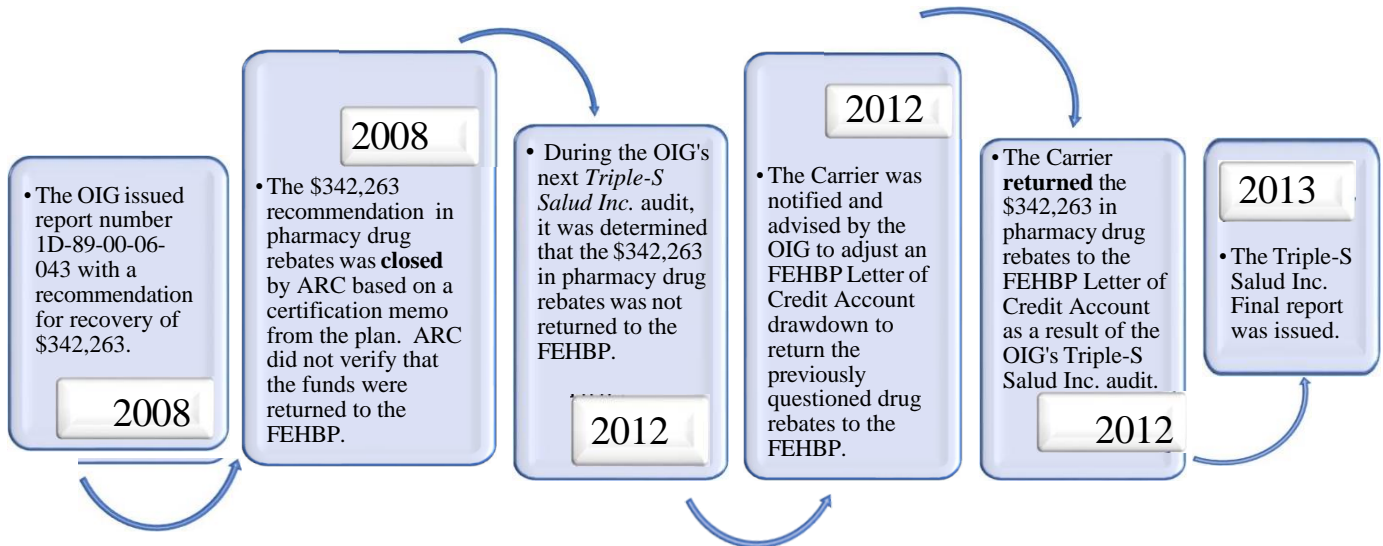 • The OIG issued
report number
1D-89-00-06-
043 with a
recommendation
for recovery of
$342,263.
2008
2008
• The $342,263
recommendation in
pharmacy drug
rebates was closed
by ARC based on a
certification memo
from the plan. ARC
did not verify that
the funds were
returned to the
FEHBP.
• During the OIG's
next Triple-S
Salud Inc. audit,
it was determined
that the $342,263
in pharmacy drug
rebates was not
returned to the
FEHBP.
2012
2012
• The Carrier was
notified and
advised by the
OIG to adjust an
FEHBP Letter of
Credit Account
drawdown to
return the
previously
questioned drug
rebates to the
FEHBP.
• The Carrier
returned the
$342,263 in
pharmacy drug
rebates to the
FEHBP Letter of
Credit Account
as a result of the
OIG's Triple-S
Salud Inc. audit.
2012
2013
• The Triple-S
Salud Inc.
Final report
was issued.